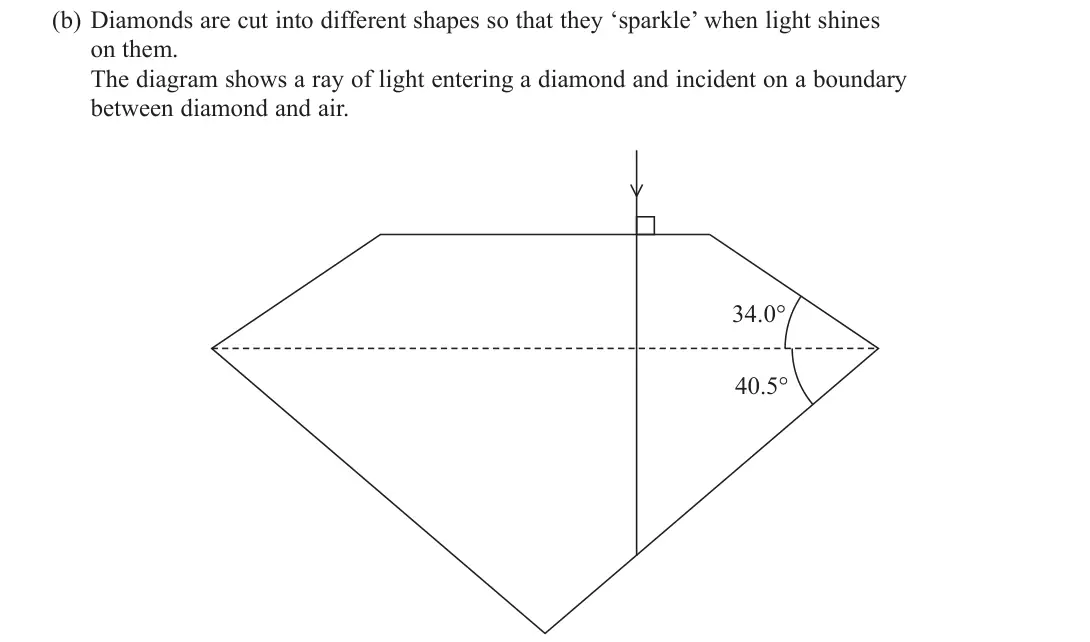 (b) Diamonds are cut into different shapes so that they ‘sparkle’ when light shines
on them.
The diagram shows a ray of light entering a diamond and incident on a boundary
between diamond and air.
34.0°
40.5°